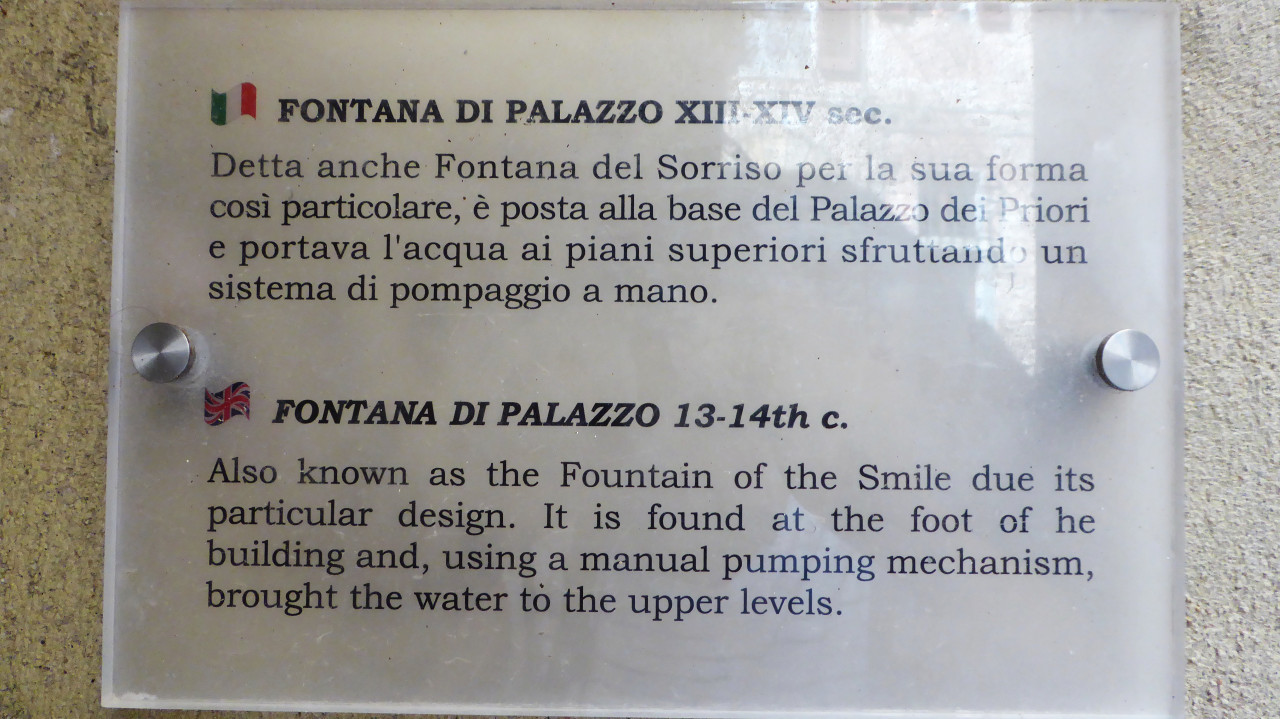 FONTANA DI PALAZZO XIII-XIV sec.
Detta anche Fontana del Sorriso per la sua forma
così particolare, è posta alla base del Palazzo dei Priori
e portava l'acqua ai piani superiori sfruttando un
sistema di pompaggio a mano.
FONTANA DI PALAZZO 13-14th c.
Also known as the Fountain of the Smile due its
particular design. It is found at the foot of he
building and, using a manual pumping mechanism,
brought the water to the upper levels.